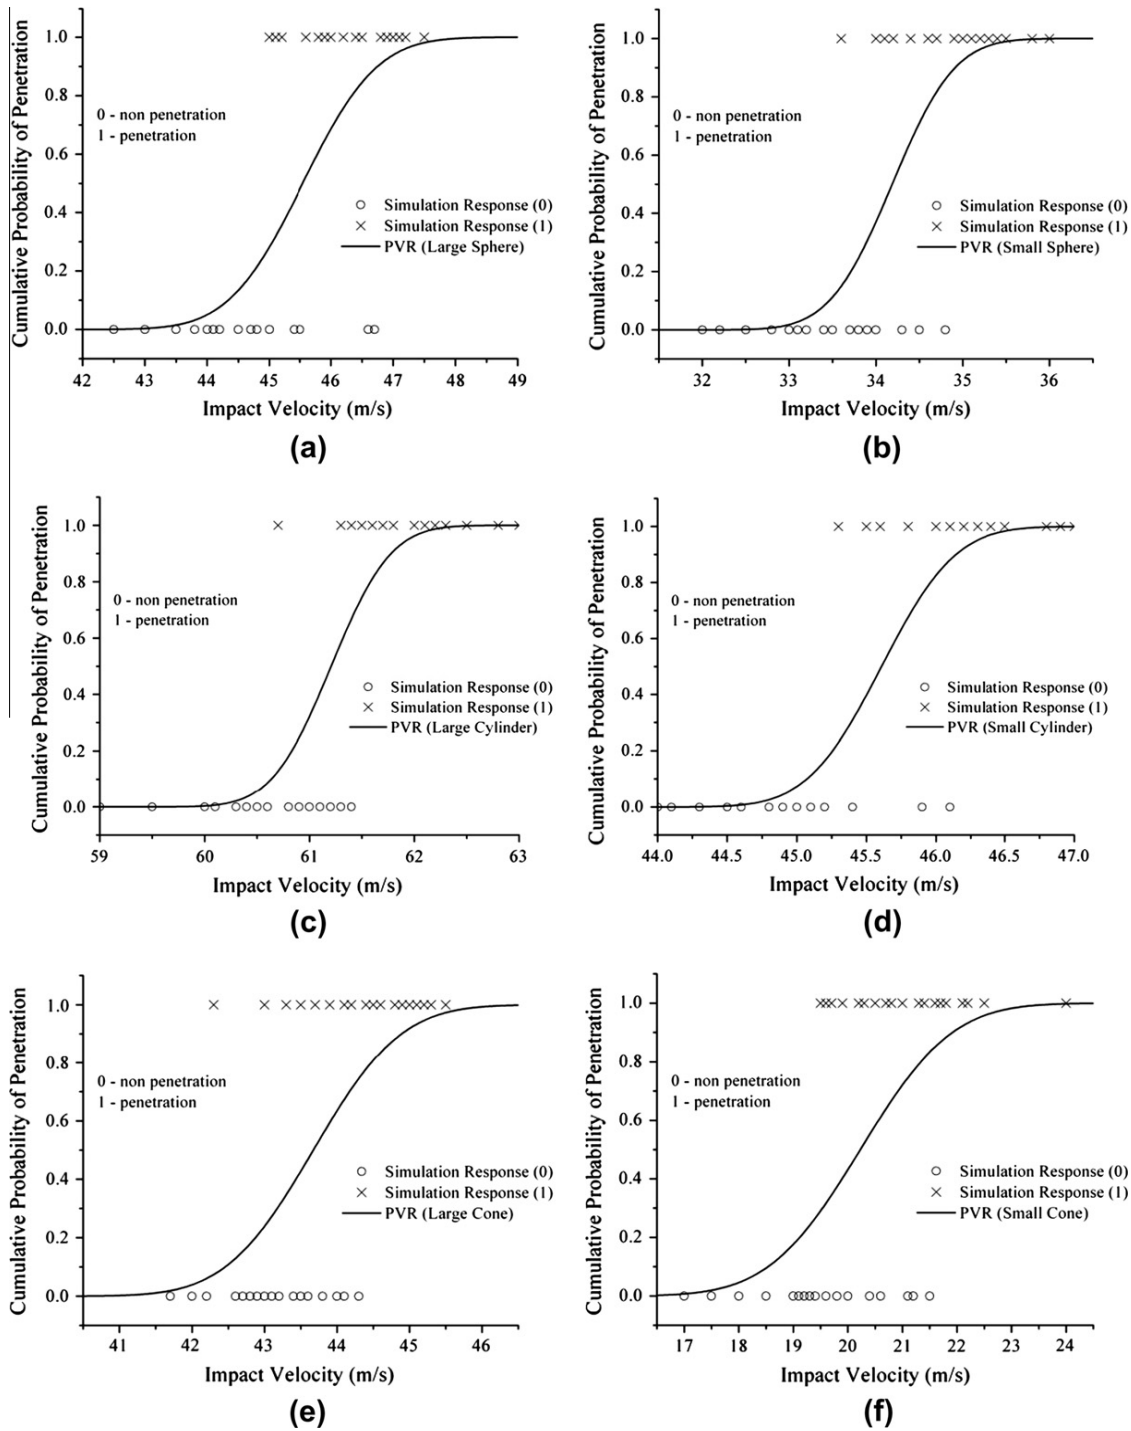 Cumulative Probability of Penetration
1.0
0.8
0.6
0.4
0.2
0.0
0 - non penetration
1 - penetration
Simulation Response (0)
Simulation Response (1)
PVR (Large Sphere)
42 43 44 45 46 47 48 49
Impact Velocity (m/s)
(a)
Cumulative Probability of Penetration
1.0
0.8
0.6
0.4
0.2
0.0
0 - non penetration
1 - penetration
Simulation Response (0)
Simulation Response (1)
PVR (Small Sphere)
32 33 34 35 36
Impact Velocity (m/s)
(b)
Cumulative Probability of Penetration
1.0
0.8
0.6
0.4
0.2
0.0
0 - non penetration
1 - penetration
Simulation Response (0)
Simulation Response (1)
PVR (Large Cylinder)
59 60 61 62 63
Impact Velocity (m/s)
(c)
Cumulative Probability of Penetration
1.0
0.8
0.6
0.4
0.2
0.0
0 - non penetration
1 - penetration
Simulation Response (0)
Simulation Response (1)
PVR (Small Cylinder)
44.0 44.5 45.0 45.5 46.0 46.5 47.0
Impact Velocity (m/s)
(d)
Cumulative Probability of Penetration
1.0
0.8
0.6
0.4
0.2
0.0
0 - non penetration
1 - penetration
Simulation Response (0)
Simulation Response (1)
PVR (Large Cone)
41 42 43 44 45 46
Impact Velocity (m/s)
(e)
Cumulative Probability of Penetration
1.0
0.8
0.6
0.4
0.2
0.0
0 - non penetration
1 - penetration
Simulation Response (0)
Simulation Response (1)
PVR (Small Cone)
17 18 19 20 21 22 23 24
Impact Velocity (m/s)
(f)